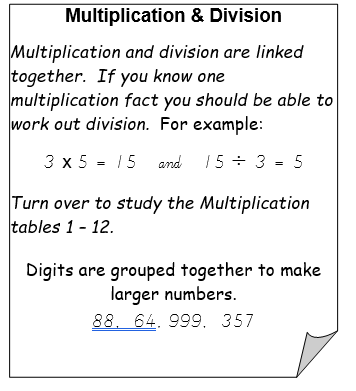 Multiplication & Division
Multiplication and division are linked
together. If you know one
multiplication fact you should be able to
work out division. For example:
3 x 5 = 15 and 15 ÷ 3 = 5
Turn over to study the Multiplication
tables 1 – 12.
Digits are grouped together to make
larger numbers.
88, 64, 999, 357